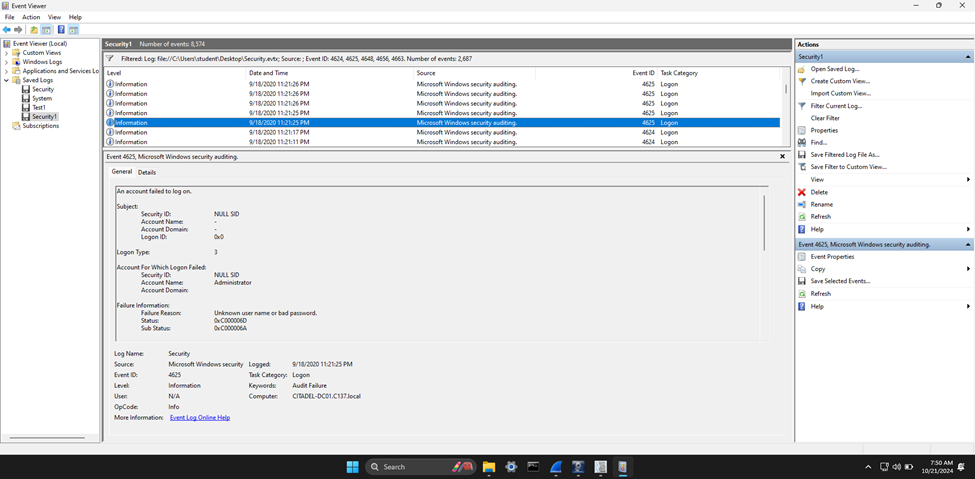 Event Viewer
File Action View Help
Event Viewer (Local)
Custom Views
Windows Logs
Applications and Services Lo
Saved Logs
Security
System
Test1
Security1
Subscriptions
Security1 Number of events: 8,574
Filtered: Log: file://C:\Users\student\Desktop\Security.evtx; Source: ; Event ID: 4624, 4625, 4648, 4656, 4663. Number of events: 2,687
Level Date and Time Source Event ID Task Category
Information 9/18/2020 11:21:26 PM Microsoft Windows security auditing. 4625 Logon
Information 9/18/2020 11:21:26 PM Microsoft Windows security auditing. 4625 Logon
Information 9/18/2020 11:21:26 PM Microsoft Windows security auditing. 4625 Logon
Information 9/18/2020 11:21:25 PM Microsoft Windows security auditing. 4625 Logon
Information 9/18/2020 11:21:25 PM Microsoft Windows security auditing. 4625 Logon
Information 9/18/2020 11:21:17 PM Microsoft Windows security auditing. 4624 Logon
Information 9/18/2020 11:21:11 PM Microsoft Windows security auditing. 4624 Logon
Event 4625, Microsoft Windows security auditing.
General Details
An account failed to log on.
Subject:
Security ID: NULL SID
Account Name: -
Account Domain: -
Logon ID: 0x0
Logon Type: 3
Account For Which Logon Failed:
Security ID: NULL SID
Account Name: Administrator
Account Domain:
Failure Information:
Failure Reason: Unknown user name or bad password.
Status: 0xC000006D
Sub Status: 0xC000006A
Log Name: Security
Source: Microsoft Windows security Logged: 9/18/2020 11:21:25 PM
Event ID: 4625 Task Category: Logon
Level: Information Keywords: Audit Failure
User: N/A Computer: CITADEL-DC01.C137.local
OpCode: Info
More Information: Event Log Online Help
Actions
Security1
Open Saved Log...
Create Custom View...
Import Custom View...
Filter Current Log...
Clear Filter
Properties
Find...
Save Filtered Log File As...
Save Filter to Custom View...
View
Delete
Rename
Refresh
Help
Event 4625, Microsoft Windows security auditing.
Event Properties
Copy
Save Selected Events...
Refresh
Help
Search
7:50 AM
10/21/2024